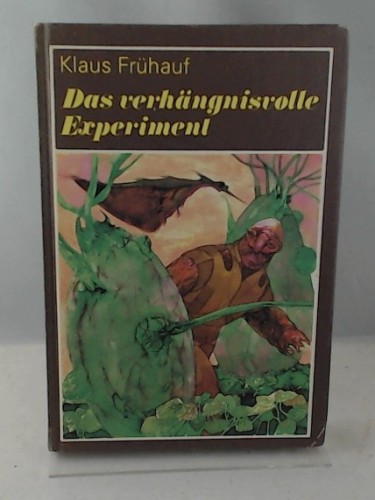 Klaus Frühauf
Das verhängnisvolle
Experiment